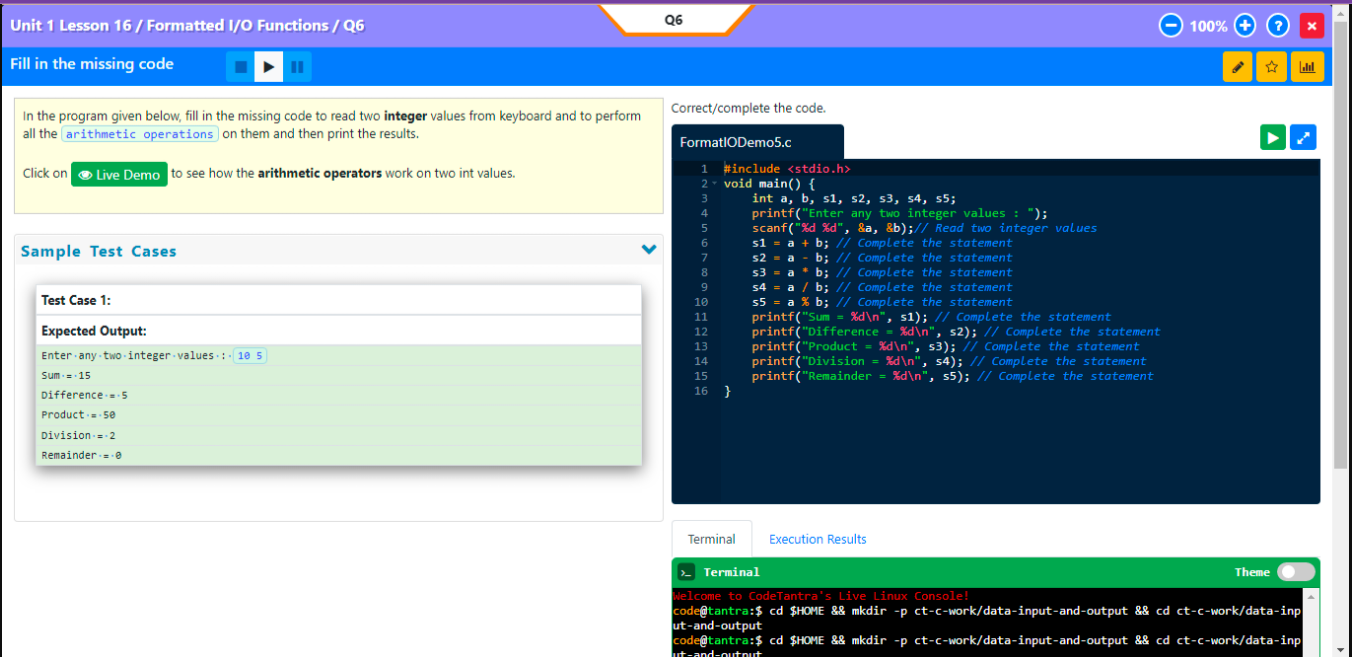 Q6
Unit 1 Lesson 16 / Formatted I/O Functions / Q6
100%
Fill in the missing code
In the program given below, fill in the missing code to read two integer values from keyboard and to perform
all the arithmetic operations on them and then print the results.
Click on Live Demo to see how the arithmetic operators work on two int values.
Sample Test Cases
Test Case 1:
Expected Output:
Enter·any·two·integer·values·:·10 5
Sum·=·15
Difference·=·5
Product·=·50
Division·=·2
Remainder·=·0
Correct/complete the code.
FormatIODemo5.c
1 #include <stdio.h>
2 void main() {
3 int a, b, s1, s2, s3, s4, s5;
4 printf("Enter any two integer values : ");
5 scanf("%d %d", &a, &b);// Read two integer values
6 s1 = a + b; // Complete the statement
7 s2 = a - b; // Complete the statement
8 s3 = a * b; // Complete the statement
9 s4 = a / b; // Complete the statement
10 s5 = a % b; // Complete the statement
11 printf("Sum = %d\n", s1); // Complete the statement
12 printf("Difference = %d\n", s2); // Complete the statement
13 printf("Product = %d\n", s3); // Complete the statement
14 printf("Division = %d\n", s4); // Complete the statement
15 printf("Remainder = %d\n", s5); // Complete the statement
16 }
Terminal Execution Results
Terminal Theme
Welcome to CodeTantra's Live Linux Console!
code@tantra:$ cd $HOME && mkdir -p ct-c-work/data-input-and-output && cd ct-c-work/data-inp
ut-and-output
code@tantra:$ cd $HOME && mkdir -p ct-c-work/data-input-and-output && cd ct-c-work/data-inp
ut-and-output